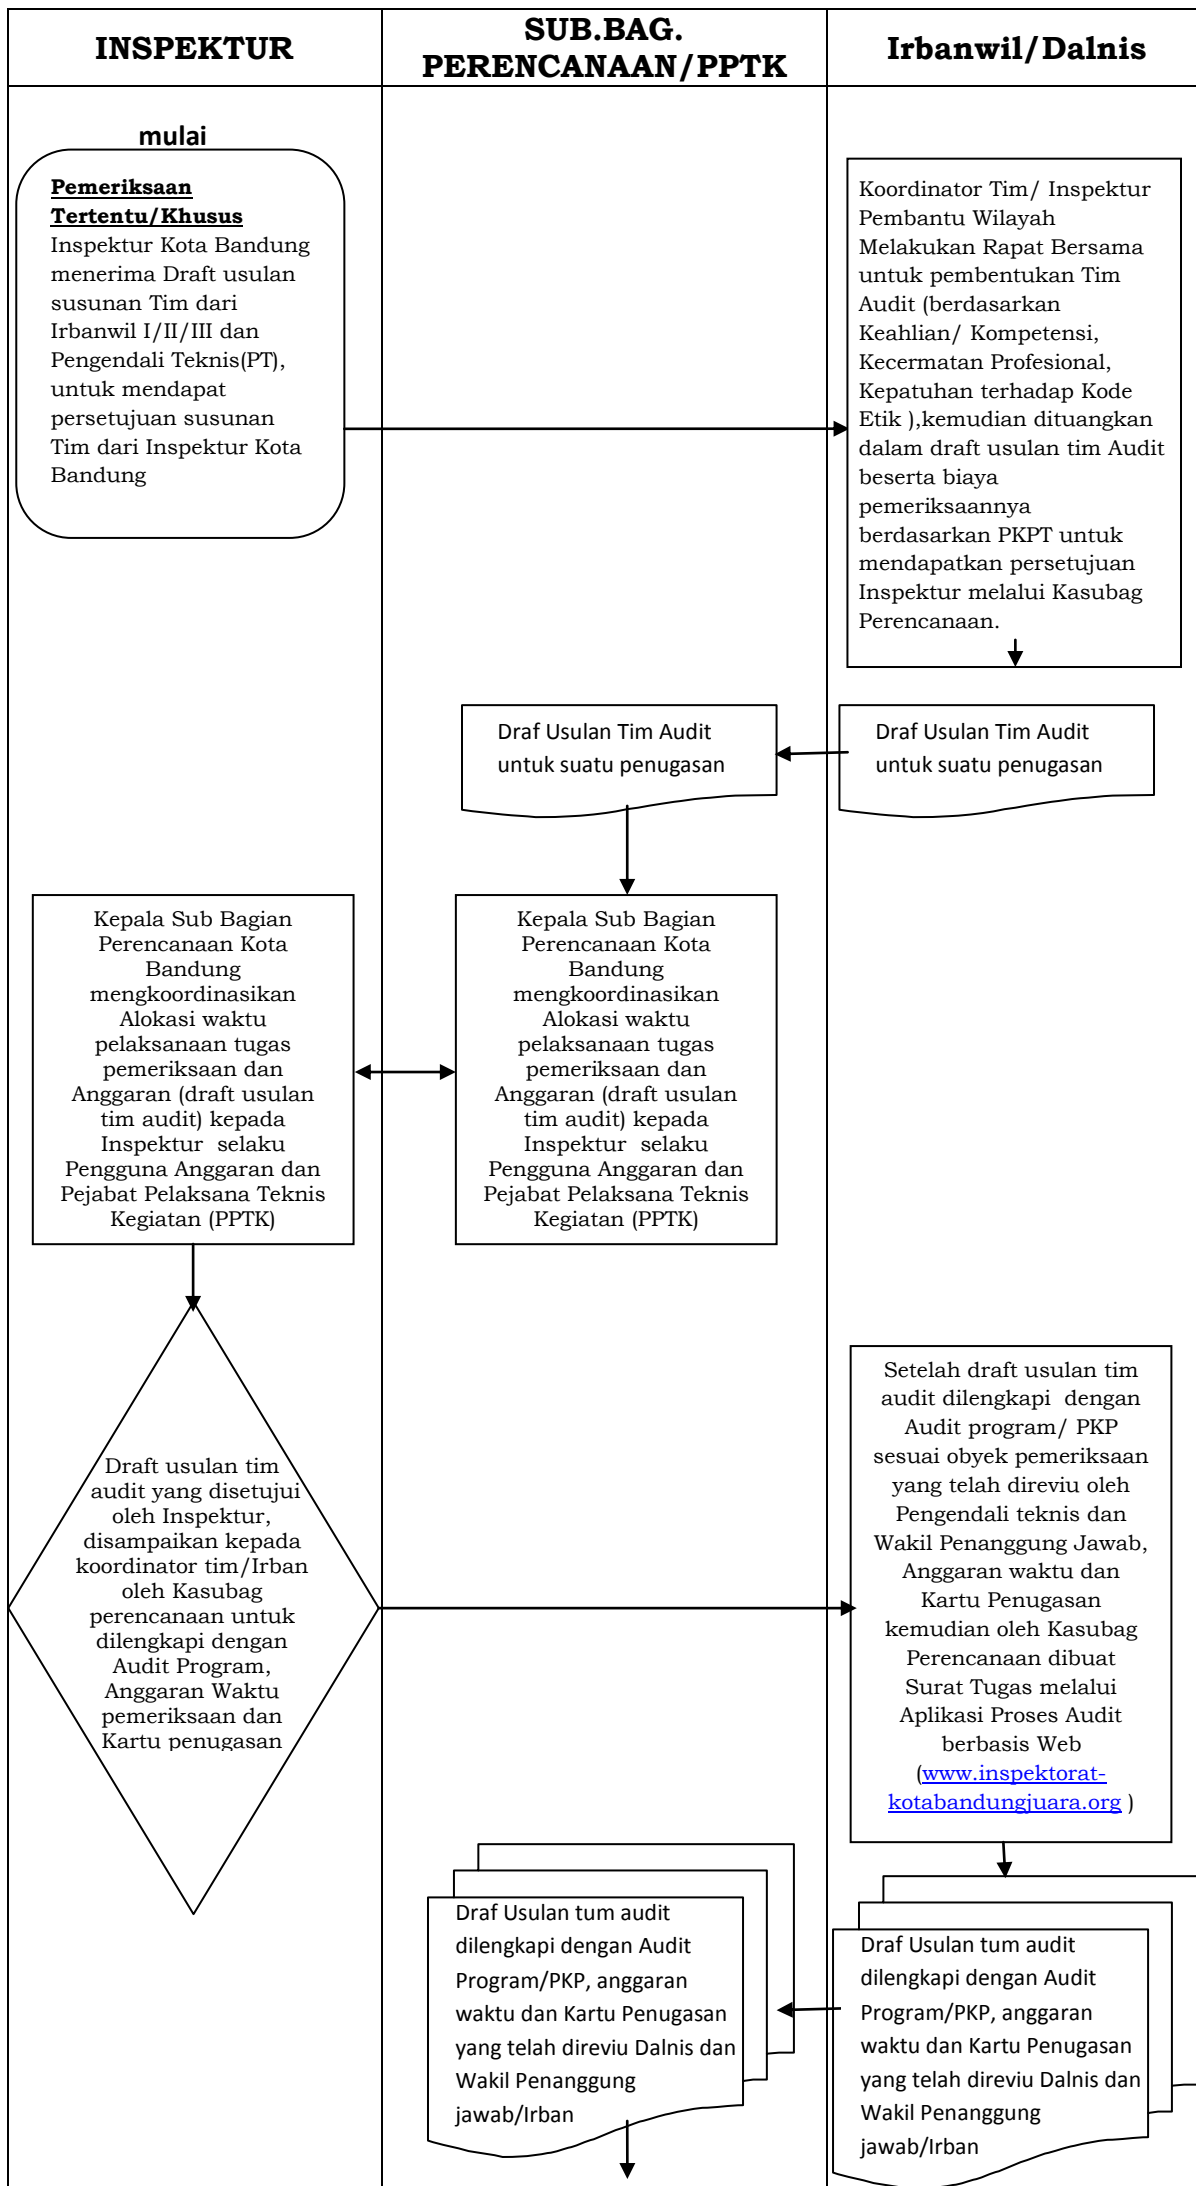 INSPEKTUR
SUB.BAG.
PERENCANAAN/PPTK
Irbanwil/Dalnis
mulai
Pemeriksaan
Tertentu/Khusus
Inspektur Kota Bandung
menerima Draft usulan
susunan Tim dari
Irbanwil I/II/III dan
Pengendali Teknis(PT),
untuk mendapat
persetujuan susunan
Tim dari Inspektur Kota
Bandung
Koordinator Tim/ Inspektur
Pembantu Wilayah
Melakukan Rapat Bersama
untuk pembentukan Tim
Audit (berdasarkan
Keahlian/ Kompetensi,
Kecermatan Profesional,
Kepatuhan terhadap Kode
Etik ),kemudian dituangkan
dalam draft usulan tim Audit
beserta biaya
pemeriksaannya
berdasarkan PKPT untuk
mendapatkan persetujuan
Inspektur melalui Kasubag
Perencanaan.
Draf Usulan Tim Audit
untuk suatu penugasan
Draf Usulan Tim Audit
untuk suatu penugasan
Kepala Sub Bagian
Perencanaan Kota
Bandung
mengkoordinasikan
Alokasi waktu
pelaksanaan tugas
pemeriksaan dan
Anggaran (draft usulan
tim audit) kepada
Inspektur  selaku
Pengguna Anggaran dan
Pejabat Pelaksana Teknis
Kegiatan (PPTK)
Kepala Sub Bagian
Perencanaan Kota
Bandung
mengkoordinasikan
Alokasi waktu
pelaksanaan tugas
pemeriksaan dan
Anggaran (draft usulan
tim audit) kepada
Inspektur  selaku
Pengguna Anggaran dan
Pejabat Pelaksana Teknis
Kegiatan (PPTK)
Draft usulan tim
audit yang disetujui
oleh Inspektur,
disampaikan kepada
koordinator tim/Irban
oleh Kasubag
perencanaan untuk
dilengkapi dengan
Audit Program,
Anggaran Waktu
pemeriksaan dan
Kartu penugasan
Setelah draft usulan tim
audit dilengkapi  dengan
Audit program/ PKP
sesuai obyek pemeriksaan
yang telah direviu oleh
Pengendali teknis dan
Wakil Penanggung Jawab,
Anggaran waktu dan
Kartu Penugasan
kemudian oleh Kasubag
Perencanaan dibuat
Surat Tugas melalui
Aplikasi Proses Audit
berbasis Web
(www.inspektorat-
kotabandungjuara.org )
Draf Usulan tum audit
dilengkapi dengan Audit
Program/PKP, anggaran
waktu dan Kartu Penugasan
yang telah direviu Dalnis dan
Wakil Penanggung
jawab/Irban
Draf Usulan tum audit
dilengkapi dengan Audit
Program/PKP, anggaran
waktu dan Kartu Penugasan
yang telah direviu Dalnis dan
Wakil Penanggung
jawab/Irban